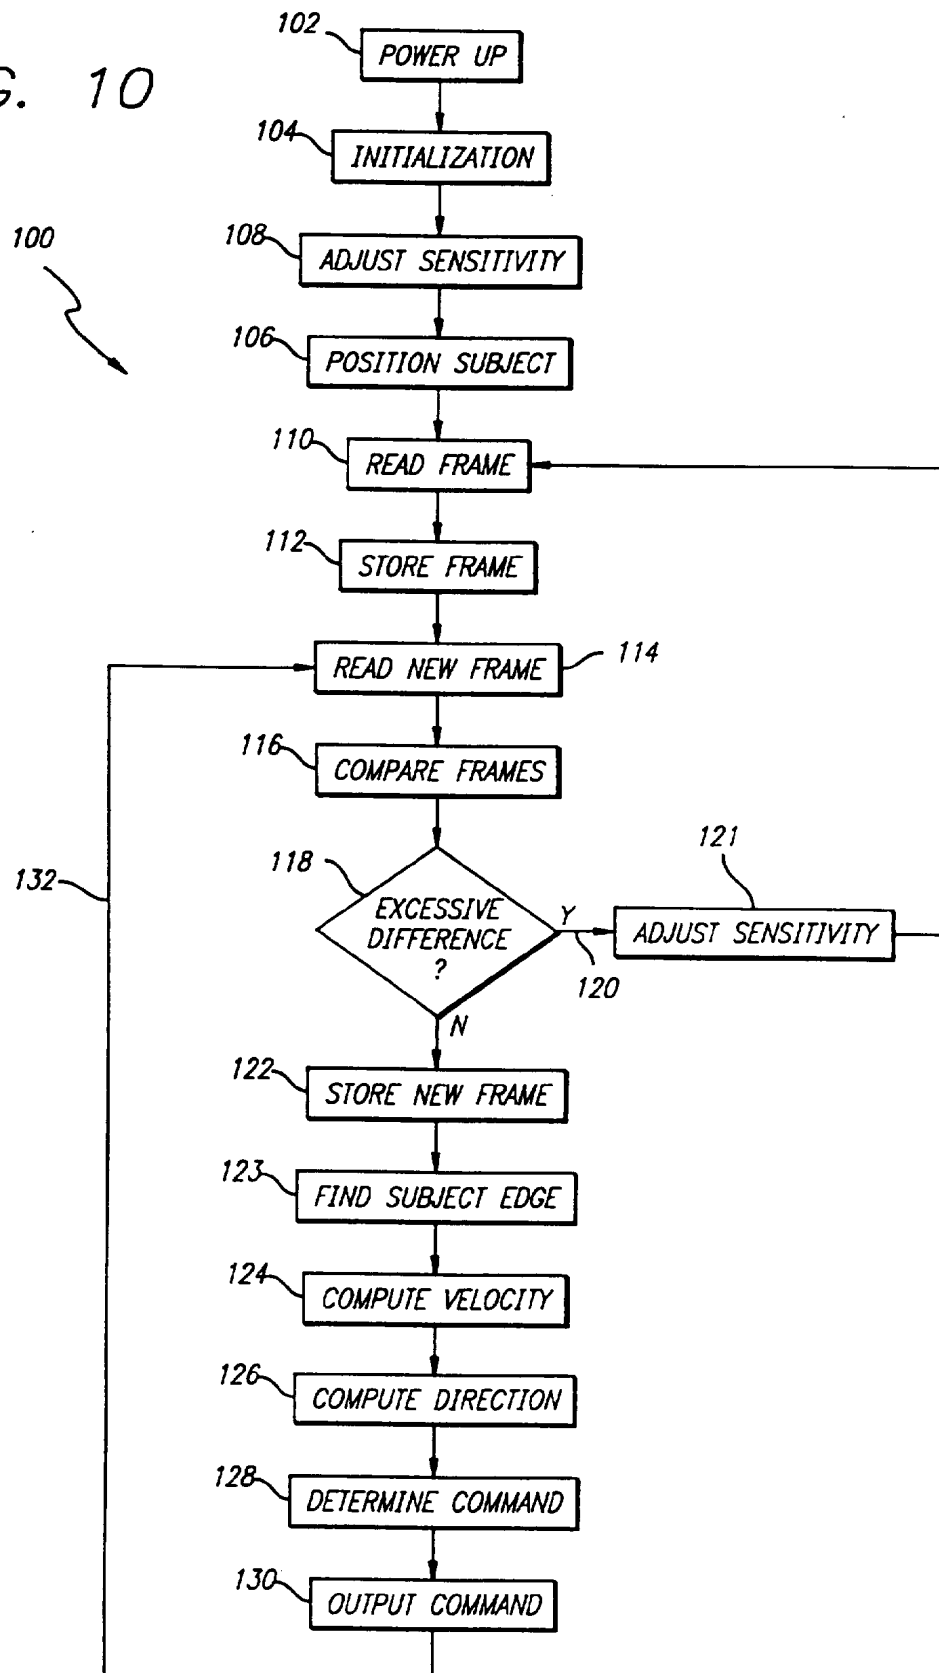 G. 10
102
POWER UP
104
INITIALIZATION
100
108
ADJUST SENSITIVITY
106
POSITION SUBJECT
110
READ FRAME
112
STORE FRAME
READ NEW FRAME
114
116
COMPARE FRAMES
118
EXCESSIVE
DIFFERENCE
?
Y
120
121
ADJUST SENSITIVITY
132
N
122
STORE NEW FRAME
123
FIND SUBJECT EDGE
124
COMPUTE VELOCITY
126
COMPUTE DIRECTION
128
DETERMINE COMMAND
130
OUTPUT COMMAND